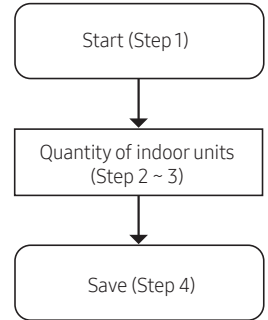 Start (Step 1)
Quantity of indoor units
(Step 2 ~ 3)
Save (Step 4)